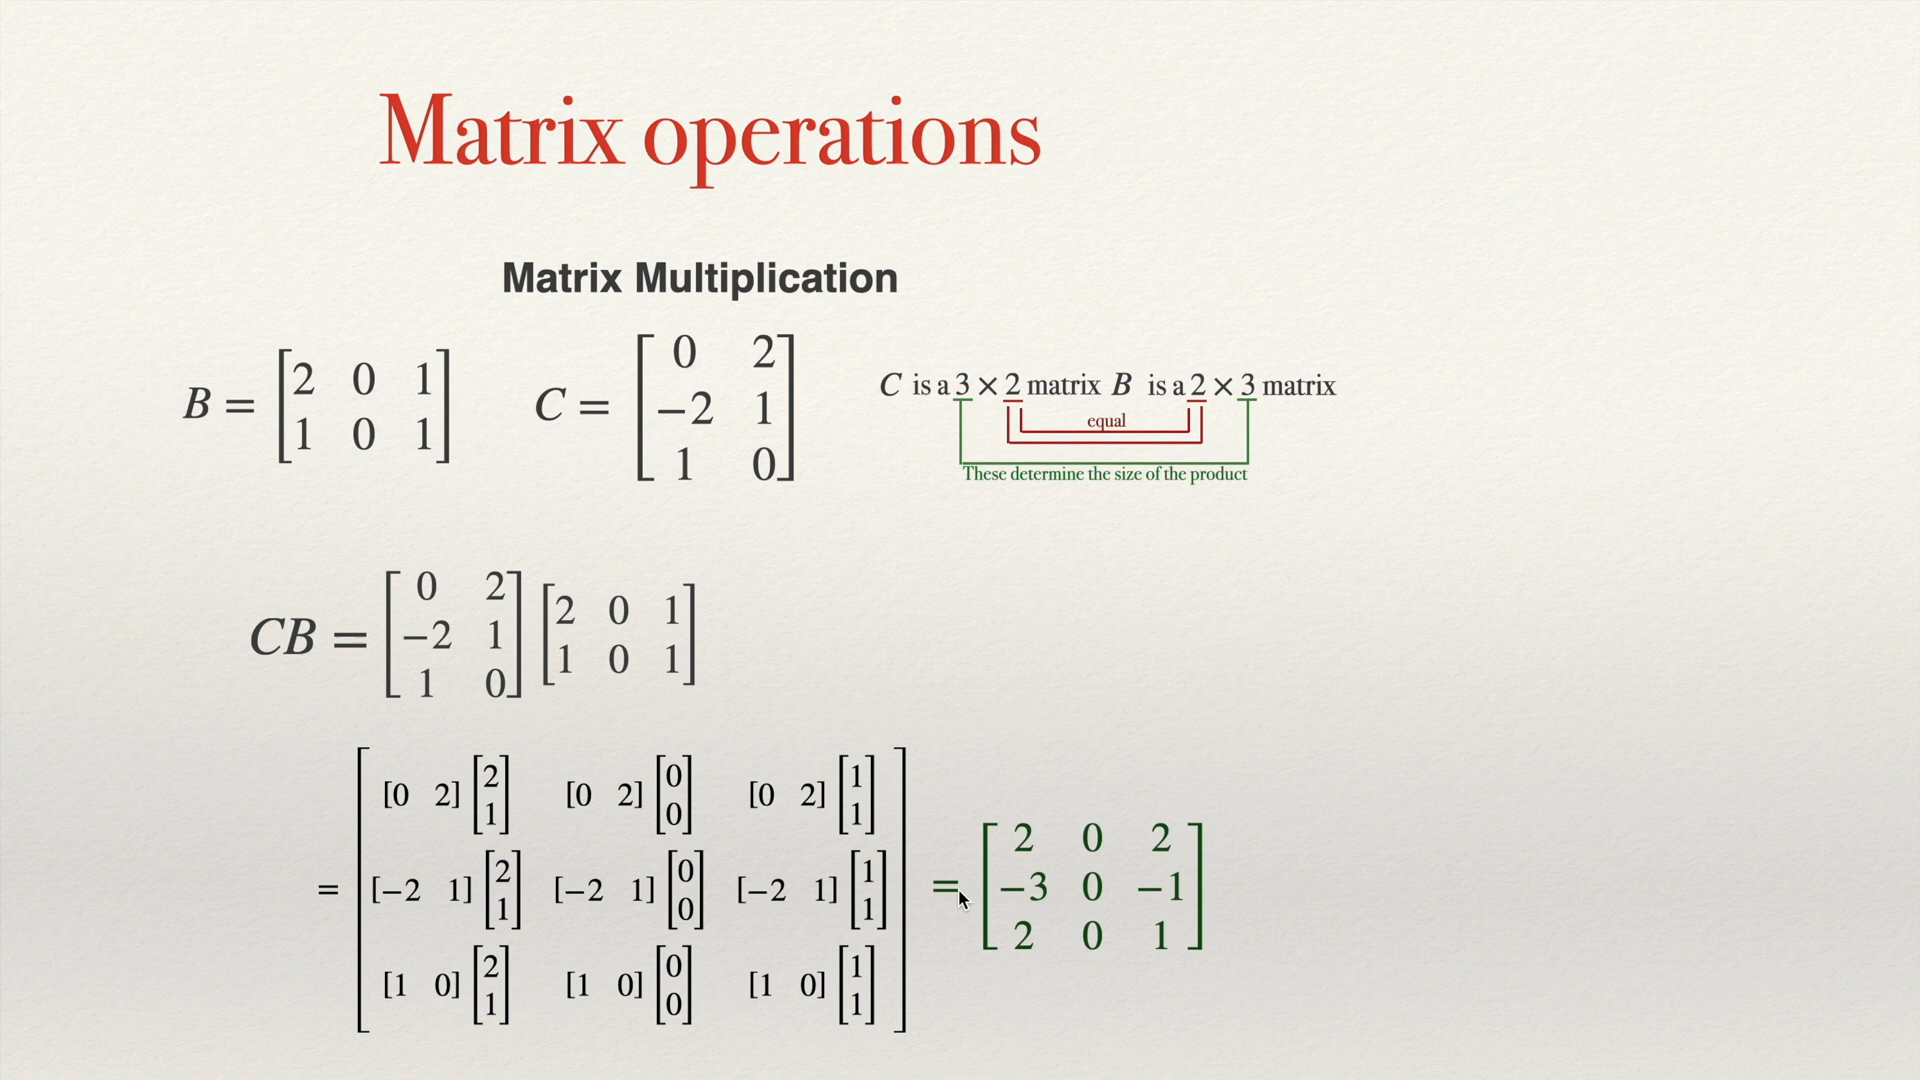 Matrix operations
Matrix Multiplication
B = [2 0 1
1 0 1]
C = [0 2
−2 1
1 0]
C is a 3 × 2 matrix B is a 2 × 3 matrix
equal
These determine the size of the product
CB = [0 2
−2 1
1 0] [2 0 1
1 0 1]
= [[0 2] [2 1] [0 2] [0 0] [0 2] [1 1]
[−2 1] [2 1] [−2 1] [0 0] [−2 1] [1 1]
[1 0] [2 1] [1 0] [0 0] [1 0] [1 1]]
= [2 0 2
−3 0 −1
2 0 1]